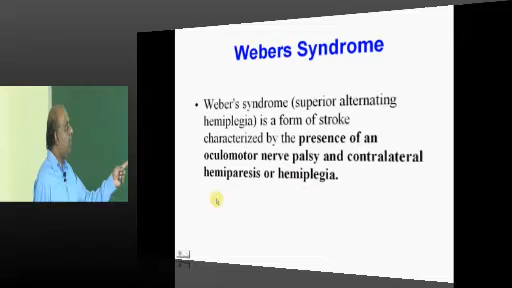 Webers Syndrome
• Weber's syndrome (superior alternating
hemiplegia) is a form of stroke
characterized by the presence of an
oculomotor nerve palsy and contralateral
hemiparesis or hemiplegia.